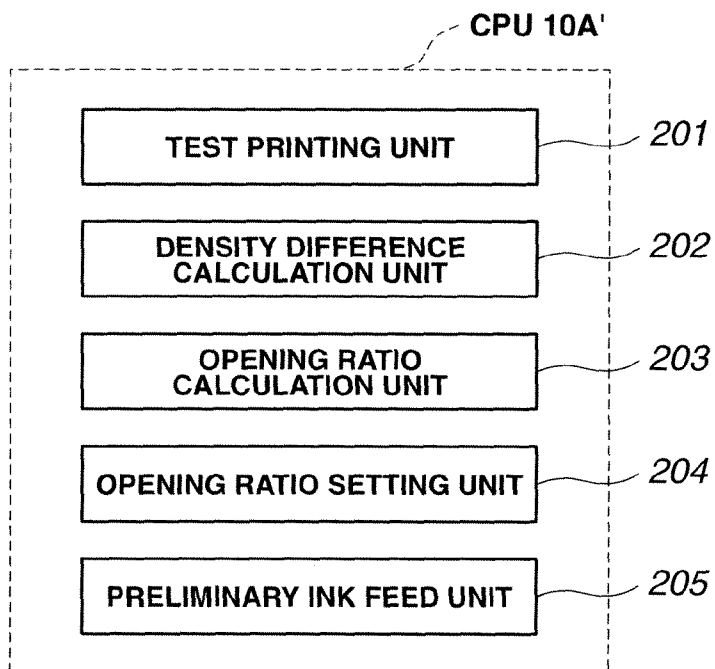 CPU 10A'
TEST PRINTING UNIT
201
DENSITY DIFFERENCE
CALCULATION UNIT
202
OPENING RATIO
CALCULATION UNIT
203
OPENING RATIO SETTING UNIT
204
PRELIMINARY INK FEED UNIT
205